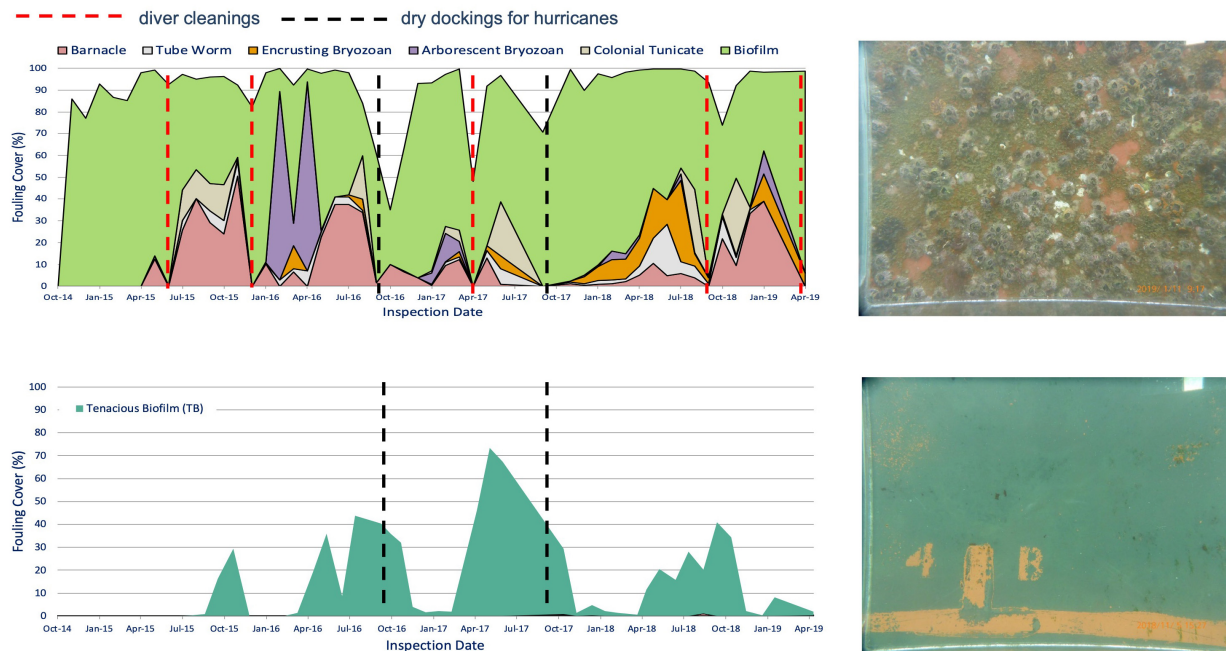 diver cleanings dry dockings for hurricanes
Barnacle Tube Worm Encrusting Bryozoan Arborescent Bryozoan Colonial Tunicate Biofilm
Fouling Cover (%)
100
90
80
70
60
50
40
30
20
10
0
Oct-14 Jan-15 Apr-15 Jul-15 Oct-15 Jan-16 Apr-16 Jul-16 Oct-16 Jan-17 Apr-17 Jul-17 Oct-17 Jan-18 Apr-18 Jul-18 Oct-18 Jan-19 Apr-19
Inspection Date
Fouling Cover (%)
100
90
80
70
60
50
40
30
20
10
0
Tenacious Biofilm (TB)
Oct-14 Jan-15 Apr-15 Jul-15 Oct-15 Jan-16 Apr-16 Jul-16 Oct-16 Jan-17 Apr-17 Jul-17 Oct-17 Jan-18 Apr-18 Jul-18 Oct-18 Jan-19 Apr-19
Inspection Date
4 B